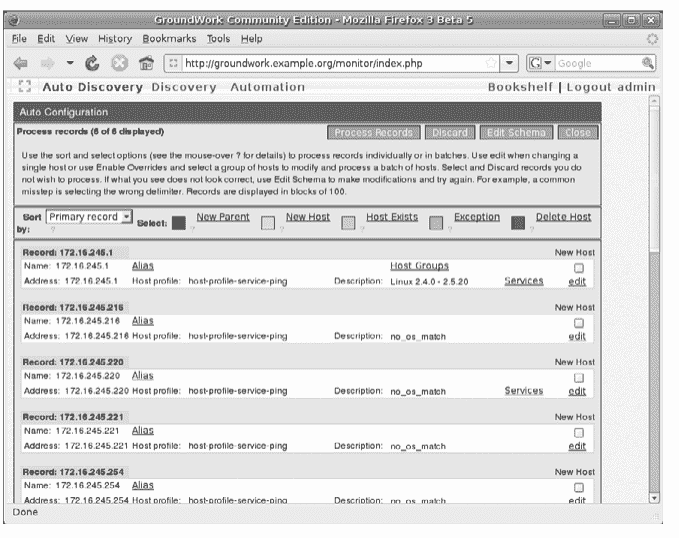 GroundWork Community Edition - Mozilla Firefox 3 Beta 5
File Edit View History Bookmarks Tools Help
http://groundwork.example.org/monitor/index.php
G Google
Auto Discovery Discovery Automation Bookshelf | Logout admin
Auto Configuration
Process records (6 of 6 displayed) Process Records Discard Edit Schema Close
Use the sort and select options (see the mouse-over ? for details) to process records individually or in batches. Use edit when changing a
single host or use Enable Overrides and select a group of hosts to modify and process a batch of hosts. Select and Discard records you do
not wish to process. If what you see does not look correct, use Edit Schema to make modifications and try again. For example, a common
misstep is selecting the wrong delimiter. Records are displayed in blocks of 100.
Sort by: Primary record ? Select: New Parent ? New Host ? Host Exists ? Exception ? Delete Host ?
Record: 172.16.245.1 New Host
Name: 172.16.245.1 Alias Host Groups
Address: 172.16.245.1 Host profile: host-profile-service-ping Description: Linux 2.4.0 - 2.5.20 Services edit
Record: 172.16.245.216 New Host
Name: 172.16.245.216 Alias
Address: 172.16.245.216 Host profile: host-profile-service-ping Description: no_os_match edit
Record: 172.16.245.220 New Host
Name: 172.16.245.220 Alias
Address: 172.16.245.220 Host profile: host-profile-service-ping Description: no_os_match Services edit
Record: 172.16.245.221 New Host
Name: 172.16.245.221 Alias
Address: 172.16.245.221 Host profile: host-profile-service-ping Description: no_os_match edit
Record: 172.16.245.254 New Host
Name: 172.16.245.254 Alias
Address: 172.16.245.254 Host profile: host-profile-service-ping Description: no_os_match edit
Done